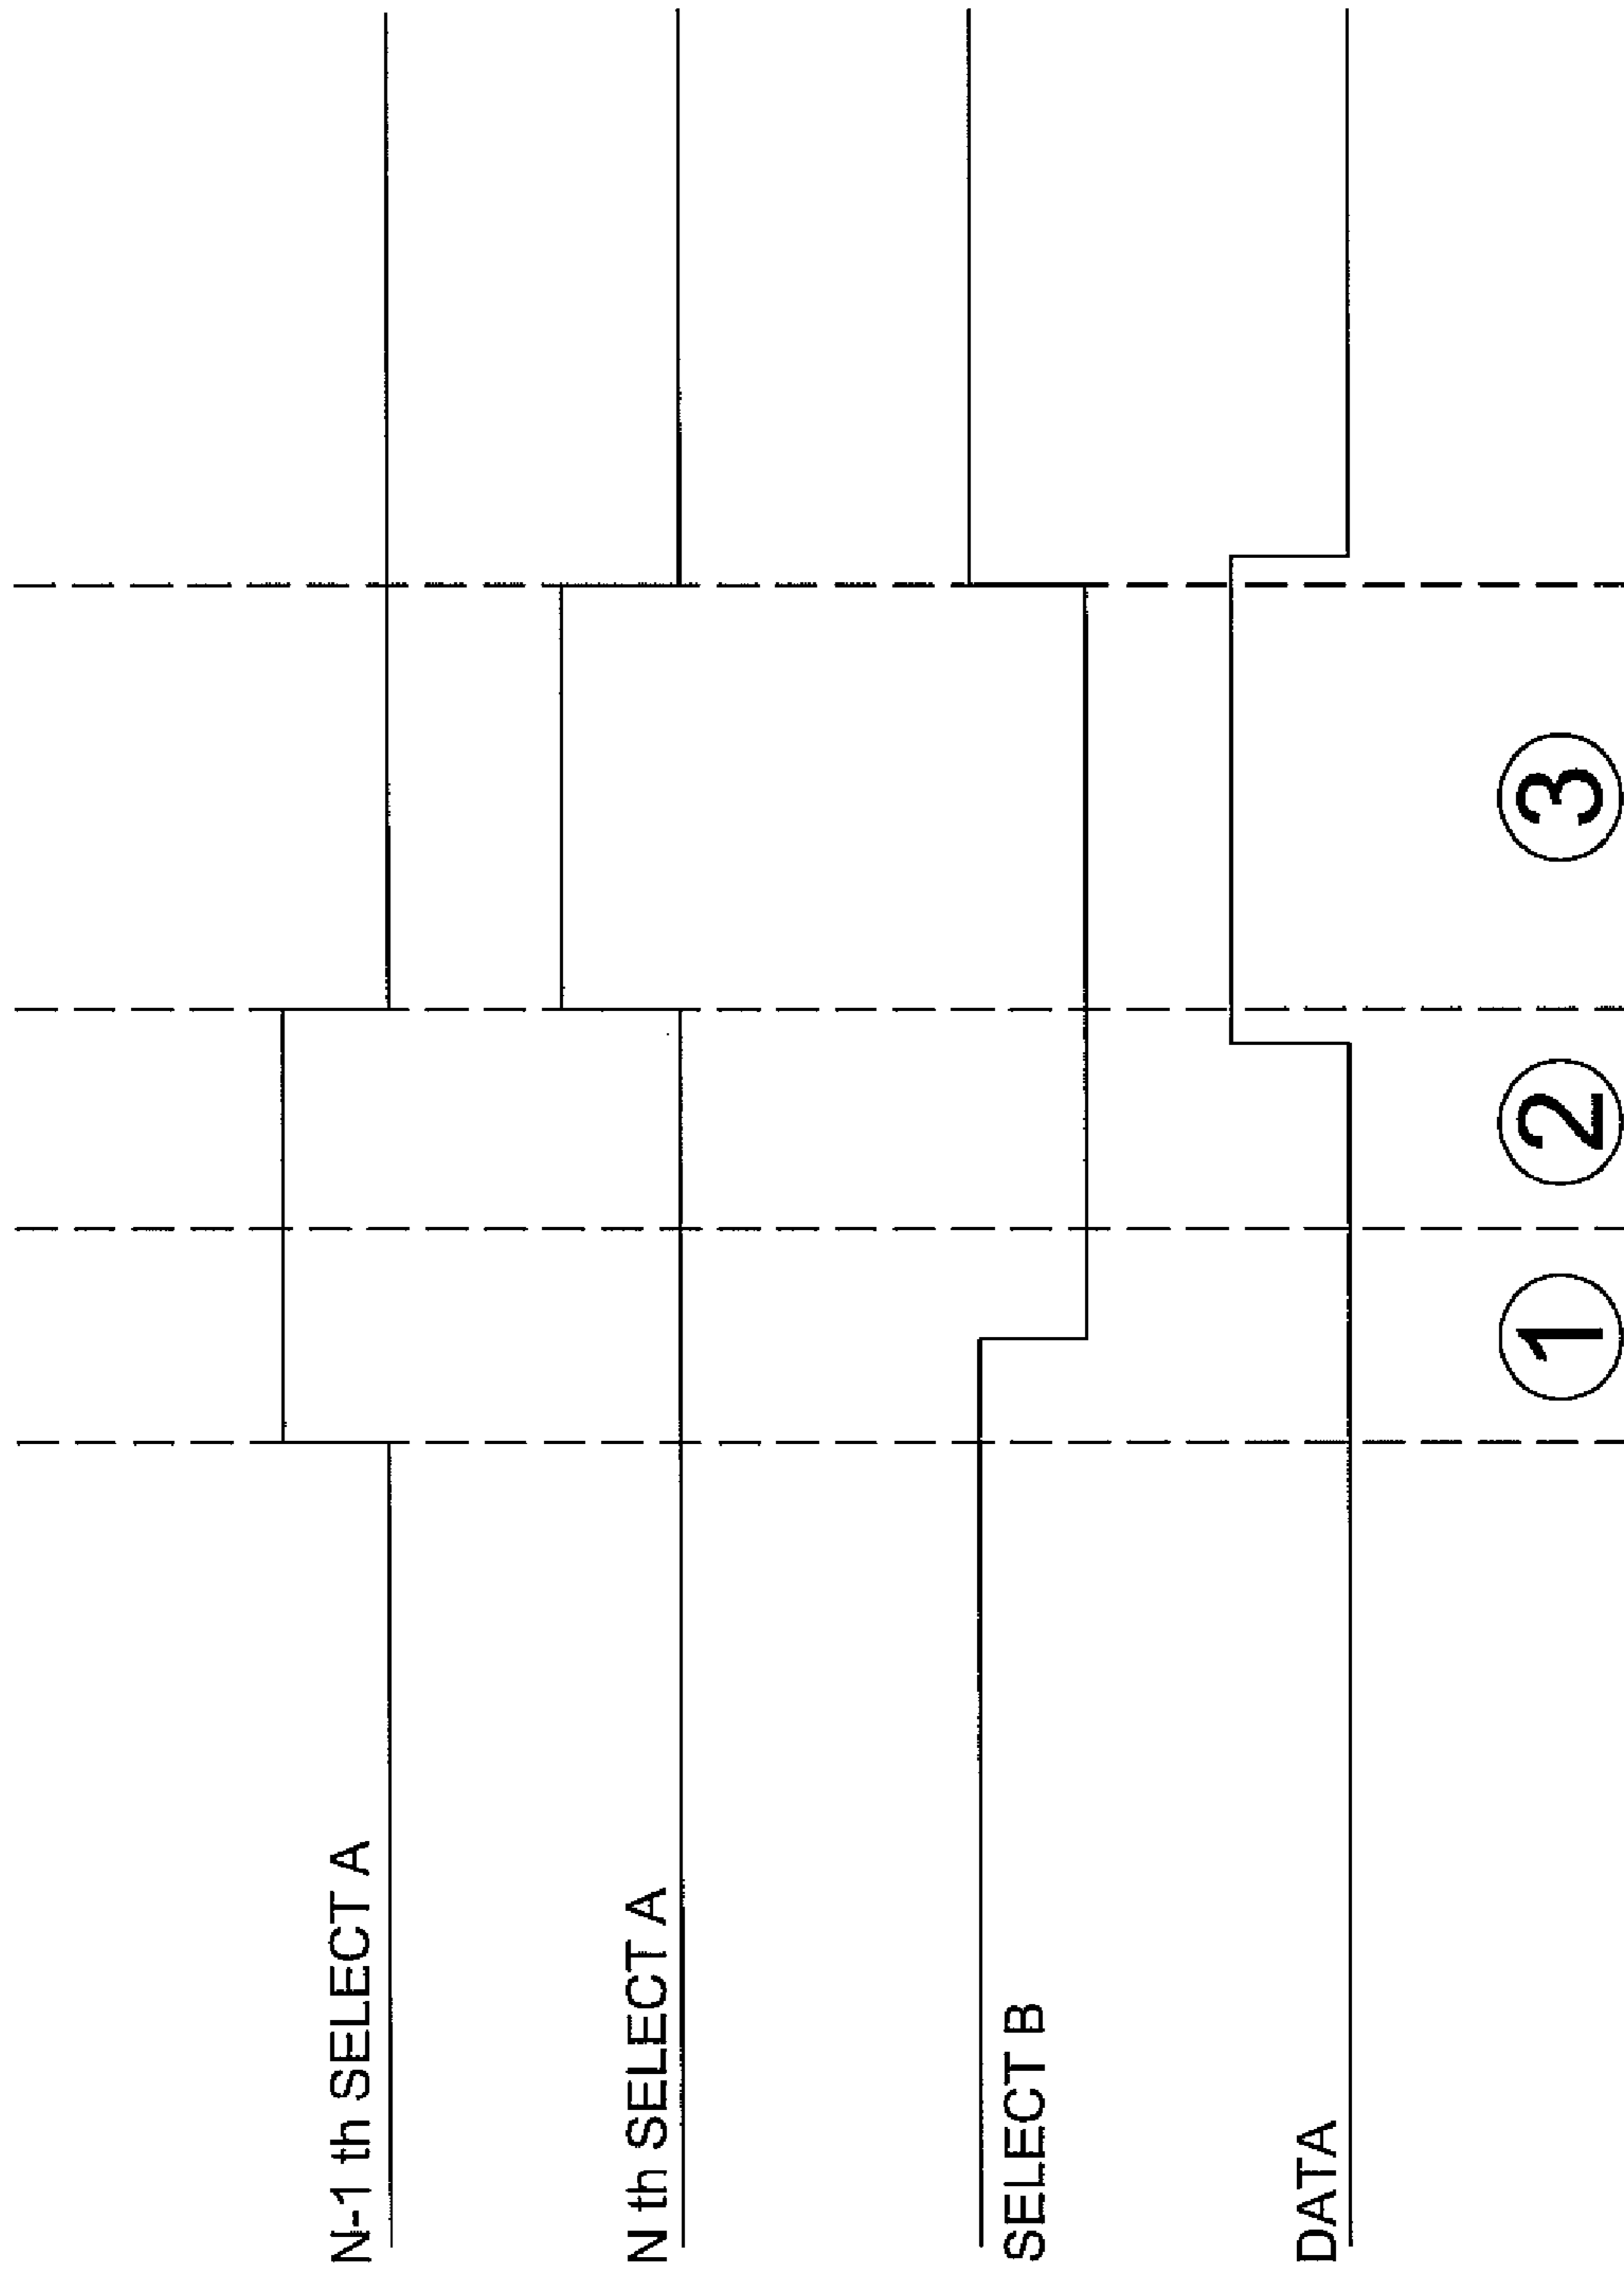 N-1 th SELECT A
N th SELECT A
SELECT B
DATA
① ② ③